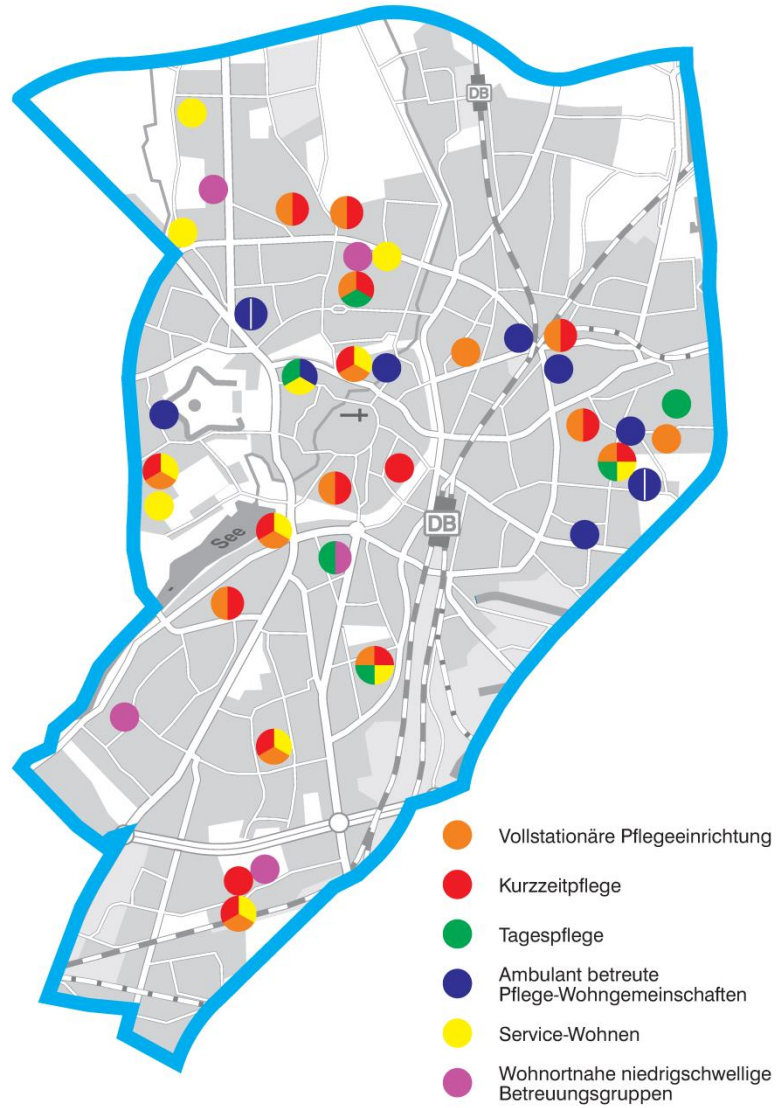 DB
DB
See
Vollstationäre Pflegeeinrichtung
Kurzzeitpflege
Tagespflege
Ambulant betreute
Pflege-Wohngemeinschaften
Service-Wohnen
Wohnortnahe niedrigschwellige
Betreuungsgruppen